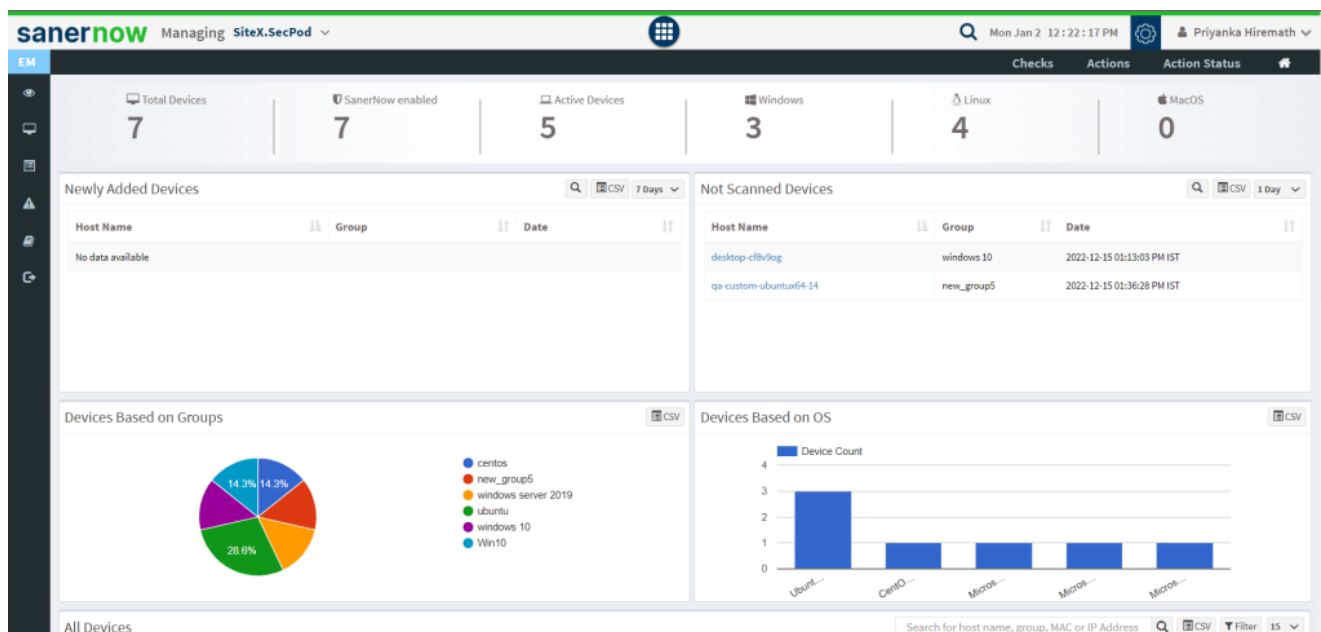 sanernow Managing SiteX.SecPod Mon Jan 2 12:22:17 PM Priyanka Hiremath
EM Checks Actions Action Status
Total Devices SanerNow enabled Active Devices Windows Linux MacOS
7 7 5 3 4 0
Newly Added Devices CSV 7 Days
Host Name Group Date
No data available
Not Scanned Devices CSV 1 Day
Host Name Group Date
desktop-cf8v9og windows 10 2022-12-15 01:13:03 PM IST
qa-custom-ubuntux64-14 new_group5 2022-12-15 01:36:28 PM IST
Devices Based on Groups CSV
14.3% 14.3%
28.6%
centos
new_group5
windows server 2019
ubuntu
windows 10
Win10
Devices Based on OS CSV
Device Count
4
3
2
1
0
Ubunt... CentO... Micros... Micros... Micros...
All Devices Search for host name, group, MAC or IP Address CSV Filter 15